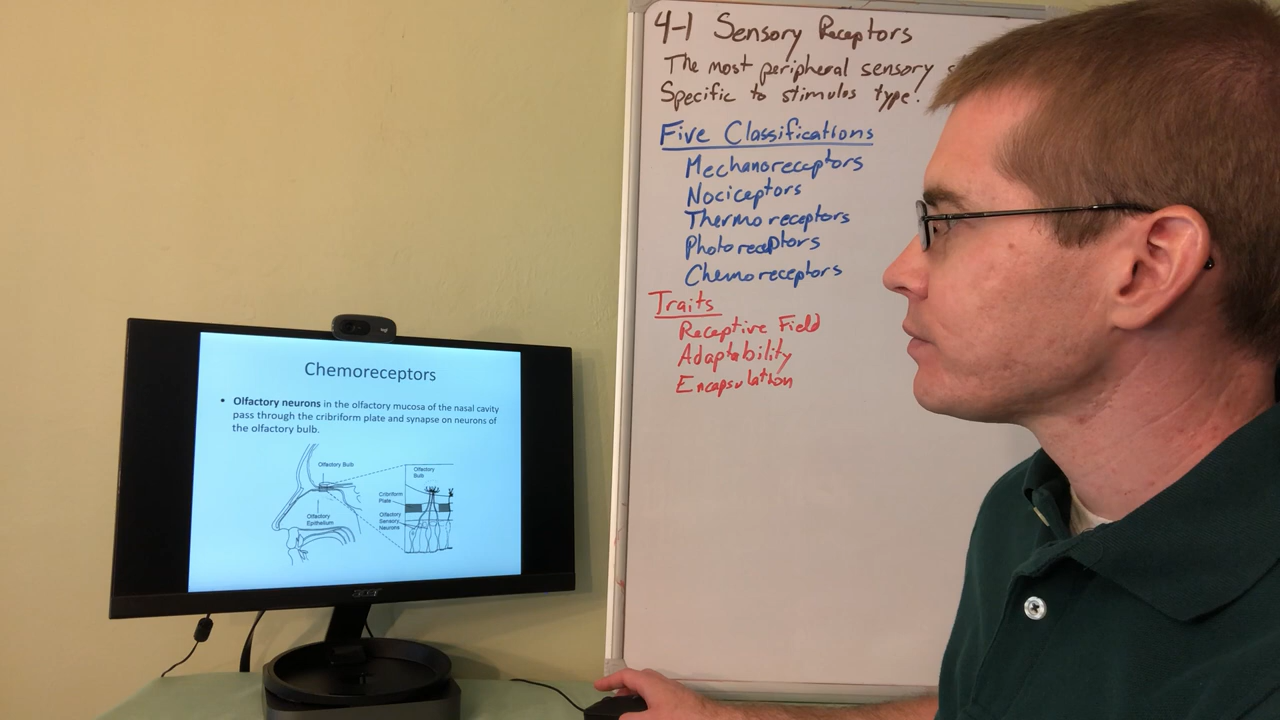 4-1 Sensory Receptors
The most peripheral sensory
Specific to stimulus type.
Five Classifications
Mechanoreceptors
Nociceptors
Thermoreceptors
Photoreceptors
Chemoreceptors
Traits
Receptive Field
Adaptability
Encapsulation
Chemoreceptors
• Olfactory neurons in the olfactory mucosa of the nasal cavity
pass through the cribriform plate and synapse on neurons of
the olfactory bulb.
Olfactory Bulb
Olfactory
Epithelium
Olfactory
Bulb
Cribriform
Plate
Olfactory
Sensory
Neurons
acer